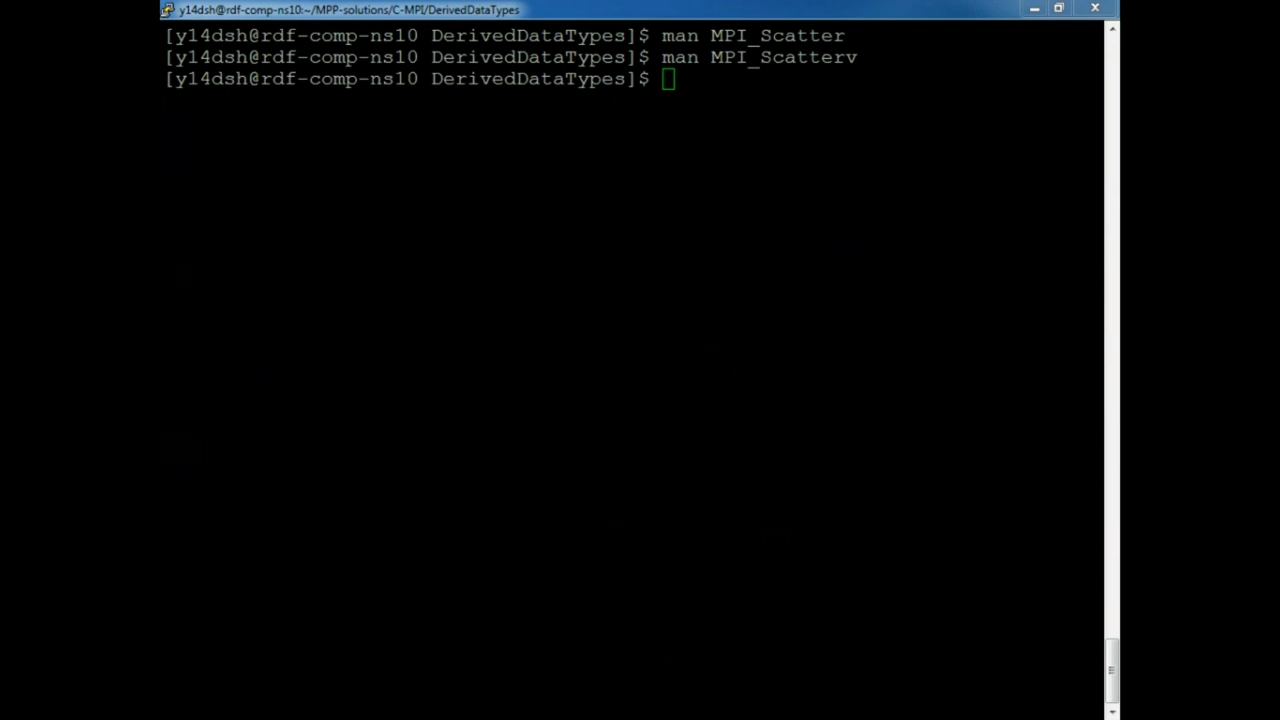 y14dsh@rdf-comp-ns10:~/MPP-solutions/C-MPI/DerivedDataTypes
[y14dsh@rdf-comp-ns10 DerivedDataTypes]$ man MPI_Scatter
[y14dsh@rdf-comp-ns10 DerivedDataTypes]$ man MPI_Scatterv
[y14dsh@rdf-comp-ns10 DerivedDataTypes]$